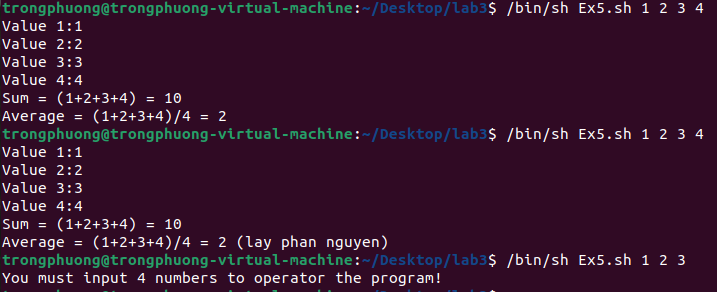 trongphuong@trongphuong-virtual-machine:~/Desktop/lab3$ /bin/sh Ex5.sh 1 2 3 4
Value 1:1
Value 2:2
Value 3:3
Value 4:4
Sum = (1+2+3+4) = 10
Average = (1+2+3+4)/4 = 2
trongphuong@trongphuong-virtual-machine:~/Desktop/lab3$ /bin/sh Ex5.sh 1 2 3 4
Value 1:1
Value 2:2
Value 3:3
Value 4:4
Sum = (1+2+3+4) = 10
Average = (1+2+3+4)/4 = 2 (lay phan nguyen)
trongphuong@trongphuong-virtual-machine:~/Desktop/lab3$ /bin/sh Ex5.sh 1 2 3
You must input 4 numbers to operator the program!